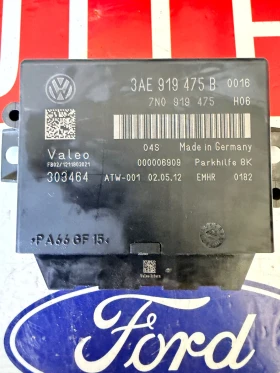 3AE 919 475 B 0016
7N0 919 475 H06
04S Made in Germany
Valeo
000006909 Parkhilfe 8K
303464 ATW-001 02.05.12 EMHR 0182
>PA66 GF 15<
Ford